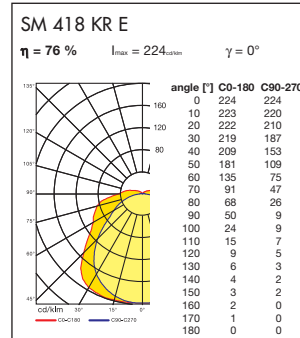 SM 418 KR E
η = 76 % Imax = 224cd/klm γ = 0°
angle [°] C0-180 C90-270
0 224 224
10 223 220
20 222 210
30 219 187
40 209 153
50 181 109
60 135 75
70 91 47
80 68 26
90 50 9
100 24 9
110 15 7
120 9 5
130 6 3
140 4 2
150 3 2
160 2 0
170 1 0
180 0 0
135°
120°
105°
90°
75°
60°
45°
160
120
80
cd/klm 30° 15° 0°
C0-C180 C90-C270